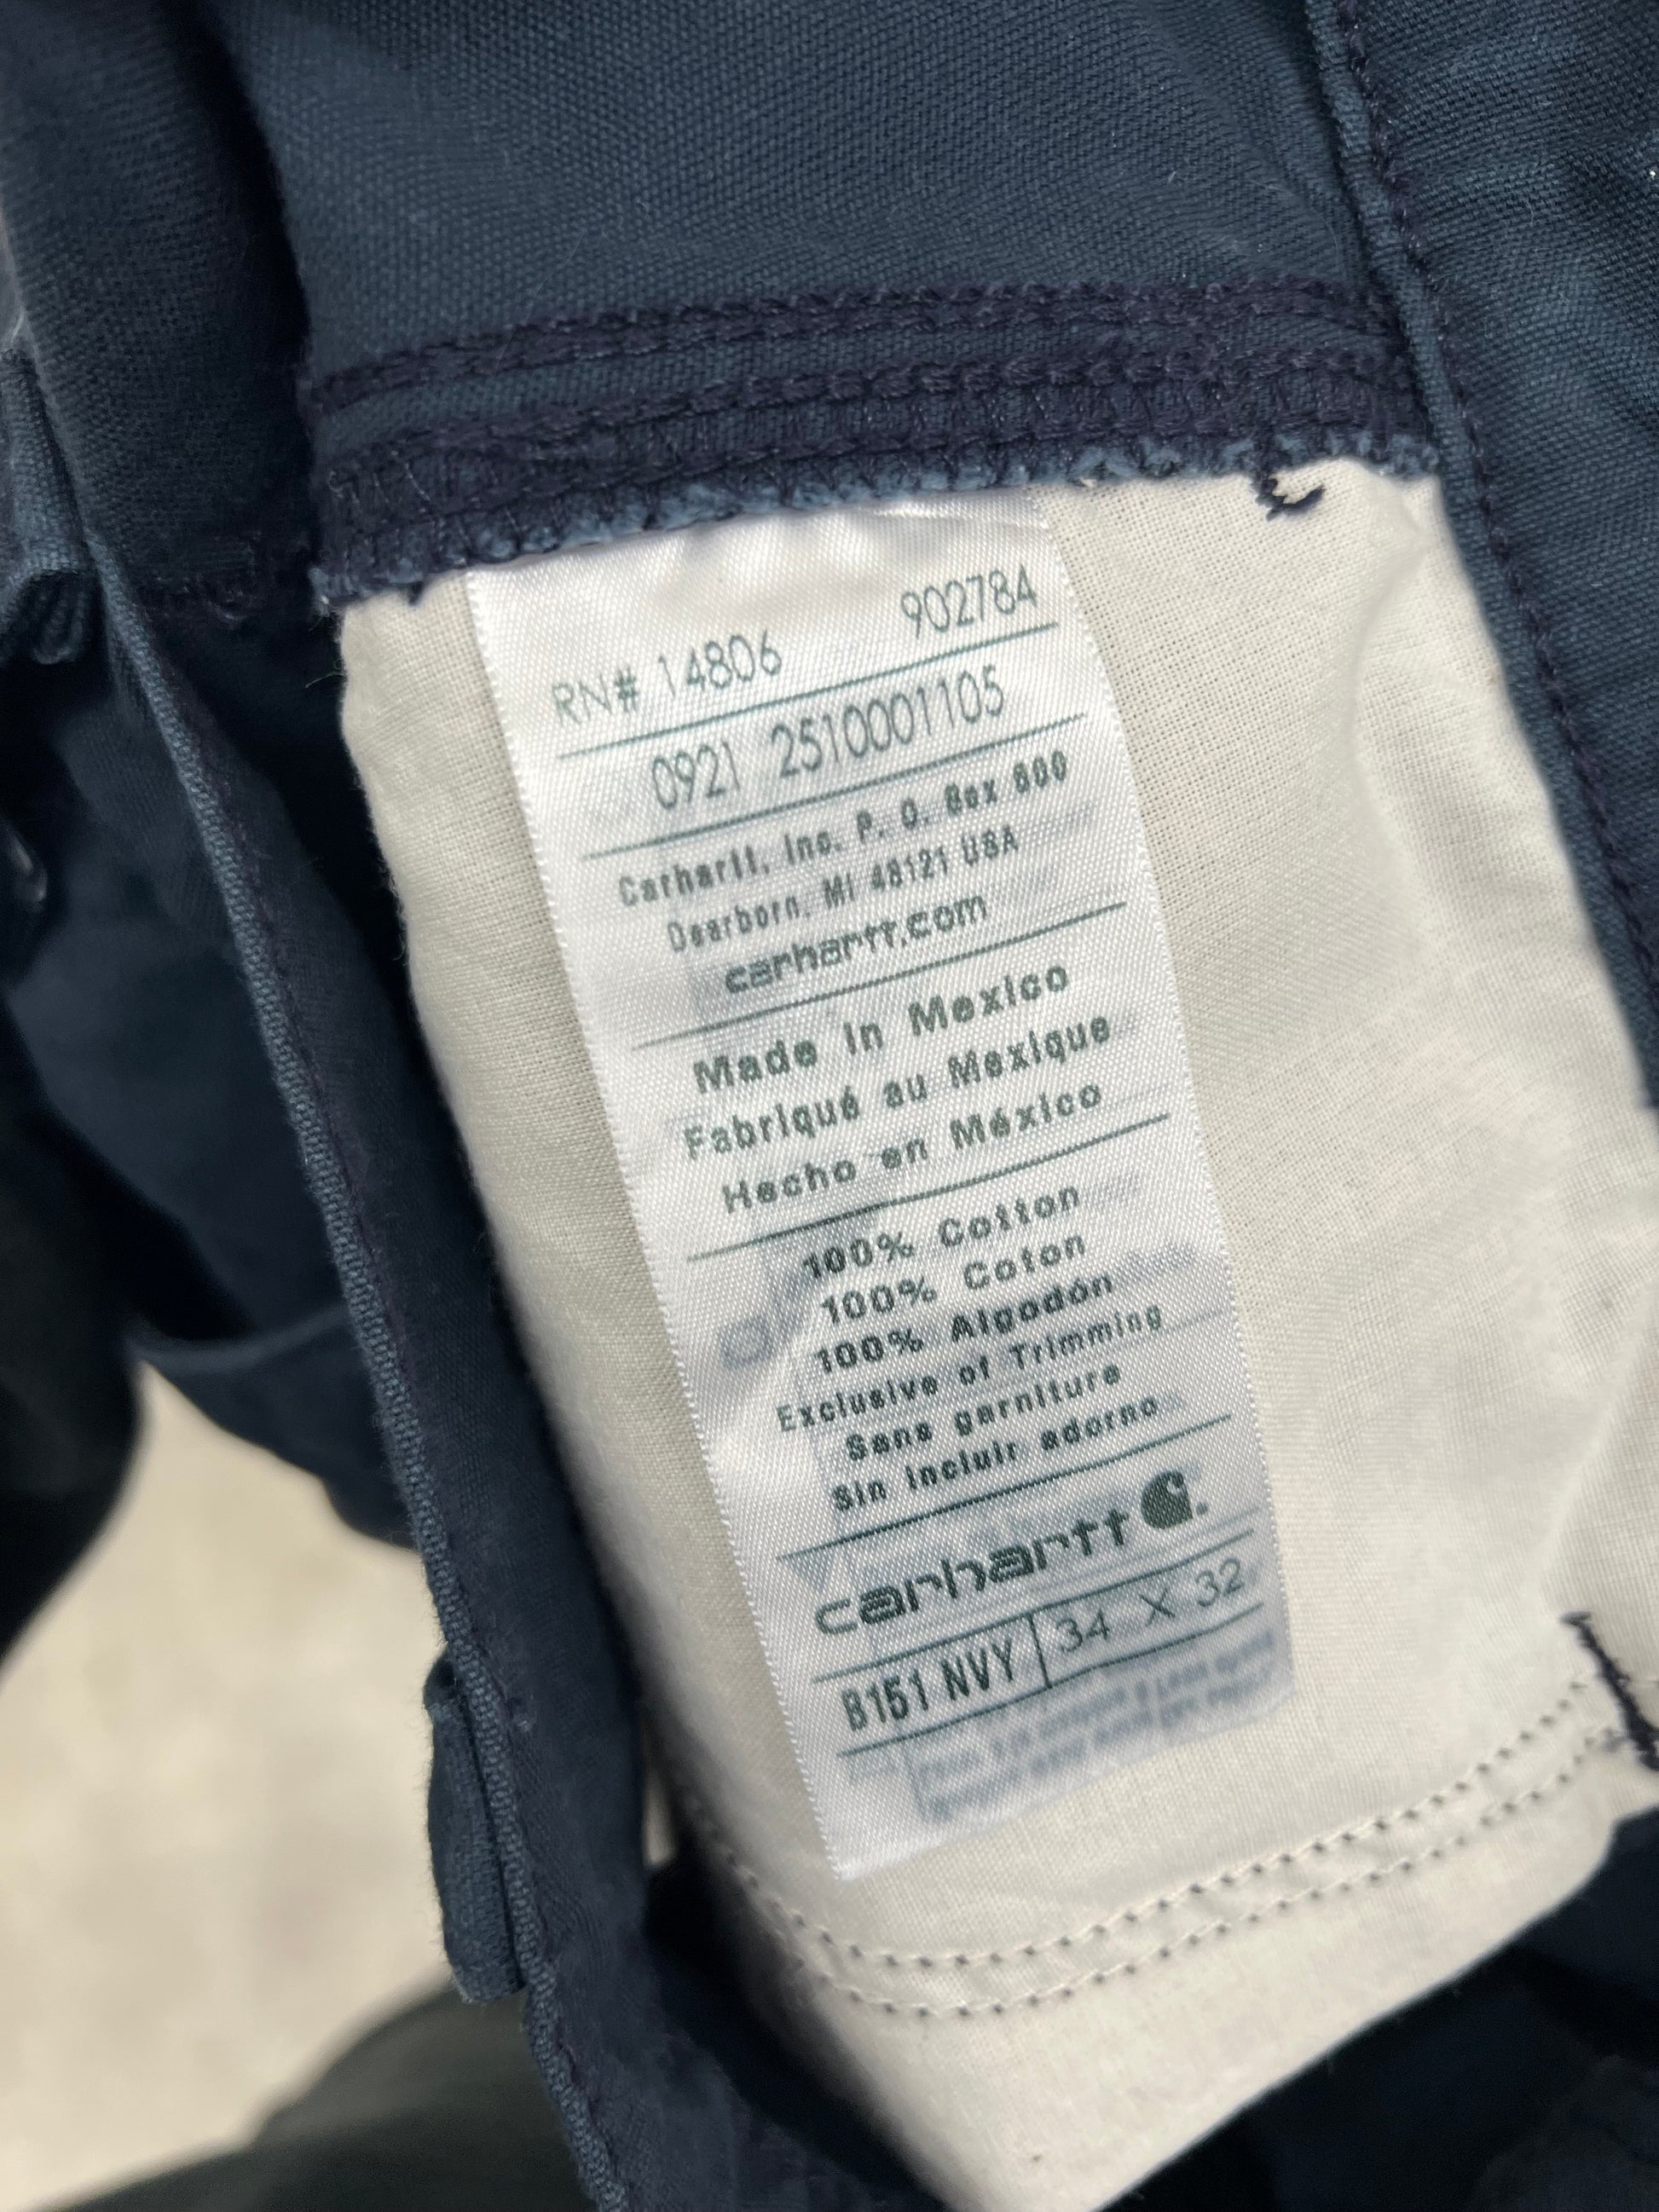 RN# 14806 902784
0921 2510001105
Carhartt, Inc. P. O. Box 600
Dearborn, MI 48121 USA
carhartt.com
Made in Mexico
Fabriqué au Mexique
Hecho en México
100% Cotton
100% Coton
100% Algodón
Exclusive of Trimming
Sans garniture
Sin incluir adorno
carhartt
B151 NVY 34 X 32